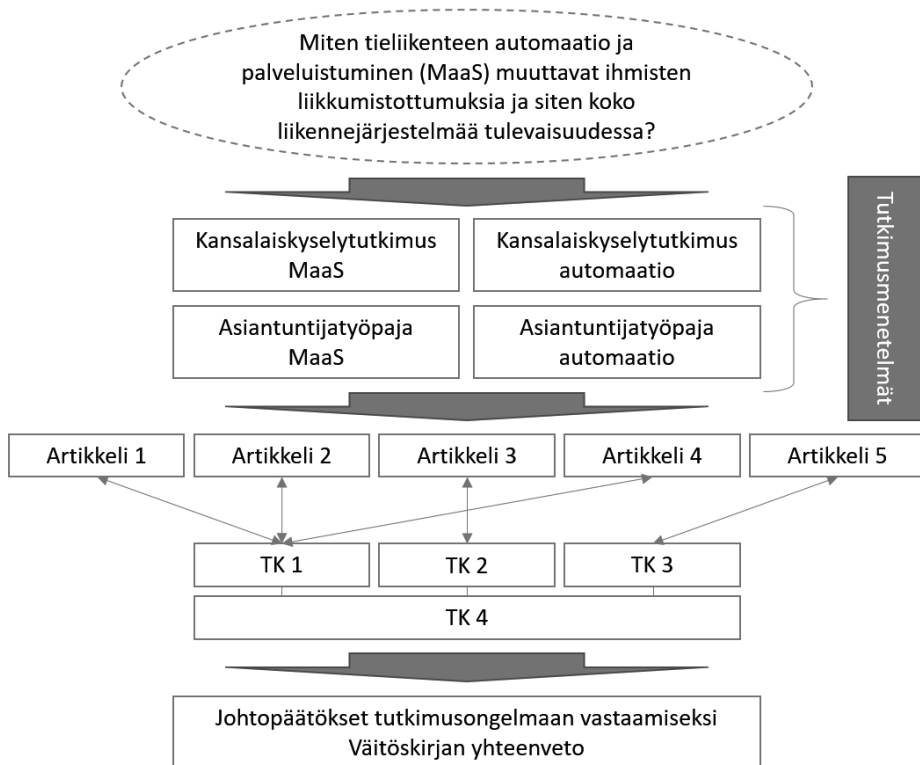 Miten tieliikenteen automaatio ja
palveluistuminen (MaaS) muuttavat ihmisten
liikkumistottumuksia ja siten koko
liikennejärjestelmää tulevaisuudessa?
Kansalaiskyselytutkimus
MaaS
Kansalaiskyselytutkimus
automaatio
Asiantuntijatyöpaja
MaaS
Asiantuntijatyöpaja
automaatio
Tutkimusmenetelmät
Artikkeli 1
Artikkeli 2
Artikkeli 3
Artikkeli 4
Artikkeli 5
TK 1
TK 2
TK 3
TK 4
Johtopäätökset tutkimusongelmaan vastaamiseksi
Väitöskirjan yhteenveto